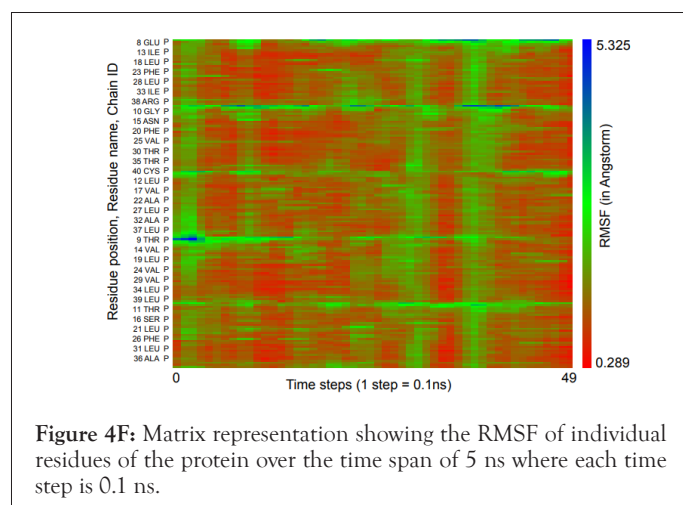 Residue position, Residue name, Chain ID
8 GLU P
13 ILE P
18 LEU P
23 PHE P
28 LEU P
33 ILE P
38 ARG P
10 GLY P
15 ASN P
20 PHE P
25 VAL P
30 THR P
35 THR P
40 CYS P
12 LEU P
17 VAL P
22 ALA P
27 LEU P
32 ALA P
37 LEU P
9 THR P
14 VAL P
19 LEU P
24 VAL P
29 VAL P
34 LEU P
39 LEU P
11 THR P
16 SER P
21 LEU P
26 PHE P
31 LEU P
36 ALA P
0
Time steps (1 step = 0.1ns)
49
5.325
RMSF (in Angstorm)
0.289
Figure 4F: Matrix representation showing the RMSF of individual
residues of the protein over the time span of 5 ns where each time
step is 0.1 ns.